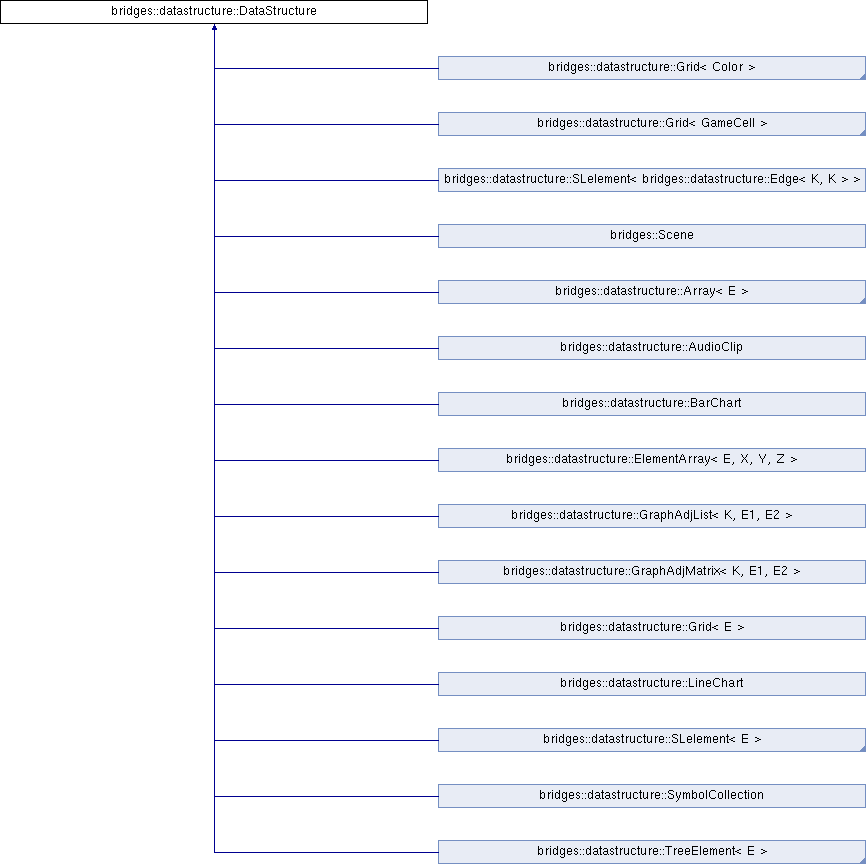 bridges::datastructure::DataStructure
bridges::datastructure::Grid< Color >
bridges::datastructure::Grid< GameCell >
bridges::datastructure::SLelement< bridges::datastructure::Edge< K, K > >
bridges::Scene
bridges::datastructure::Array< E >
bridges::datastructure::AudioClip
bridges::datastructure::BarChart
bridges::datastructure::ElementArray< E, X, Y, Z >
bridges::datastructure::GraphAdjList< K, E1, E2 >
bridges::datastructure::GraphAdjMatrix< K, E1, E2 >
bridges::datastructure::Grid< E >
bridges::datastructure::LineChart
bridges::datastructure::SLelement< E >
bridges::datastructure::SymbolCollection
bridges::datastructure::TreeElement< E >